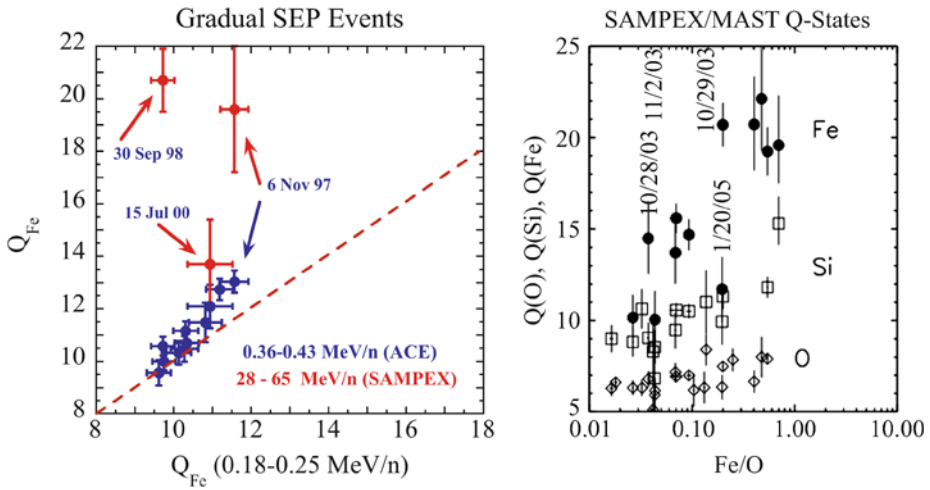 Gradual SEP Events
22
20
18
16
14
12
10
8
Q_Fe
30 Sep 98
6 Nov 97
15 Jul 00
0.36-0.43 MeV/n (ACE)
28 - 65 MeV/n (SAMPEX)
8 10 12 14 16 18
Q_Fe (0.18-0.25 MeV/n)
SAMPEX/MAST Q-States
25
20
15
10
5
Q(O), Q(Si), Q(Fe)
10/28/03
11/2/03
10/29/03
1/20/05
Fe
Si
O
0.01 0.10 1.00 10.00
Fe/O